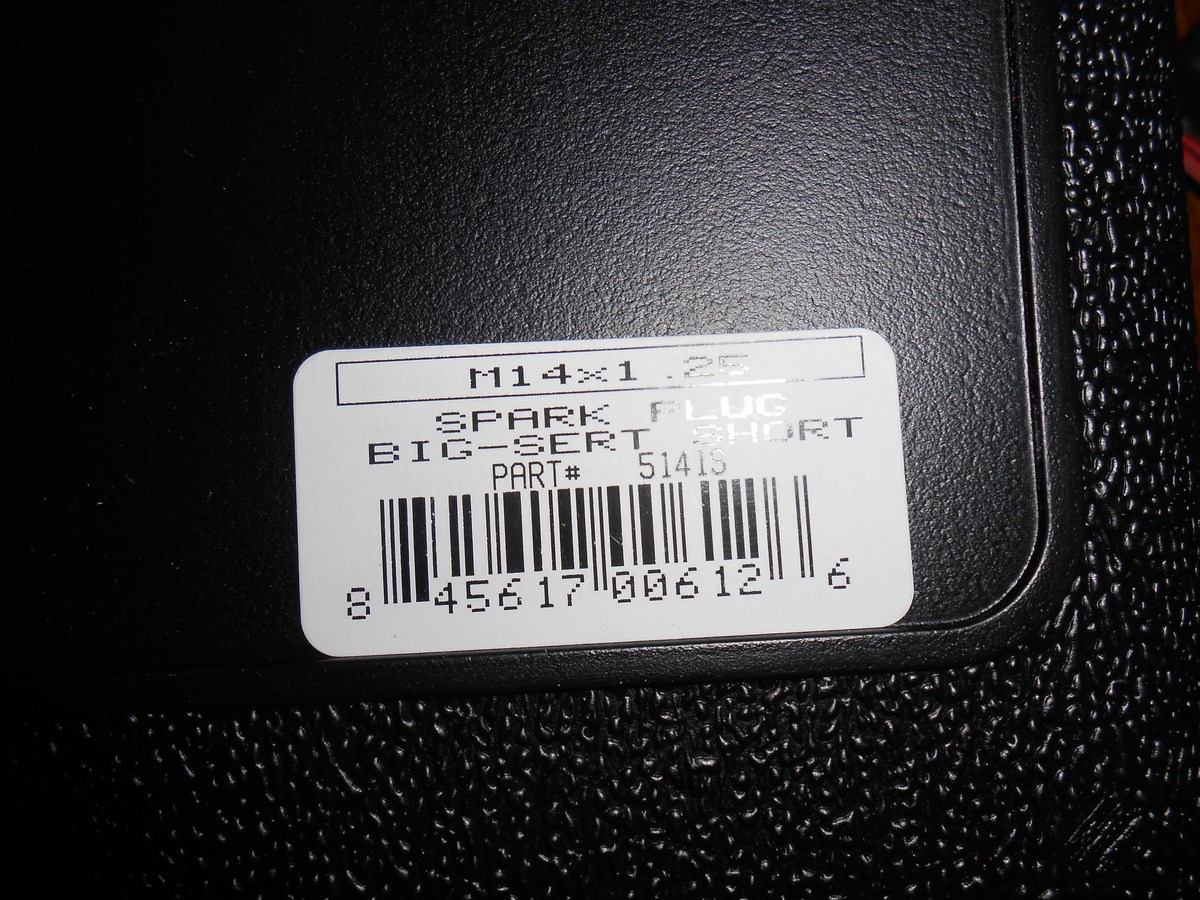 M14x1.25
SPARK PLUG
BIG-SERT SHORT
PART# 5141S
8 45617 00612 6